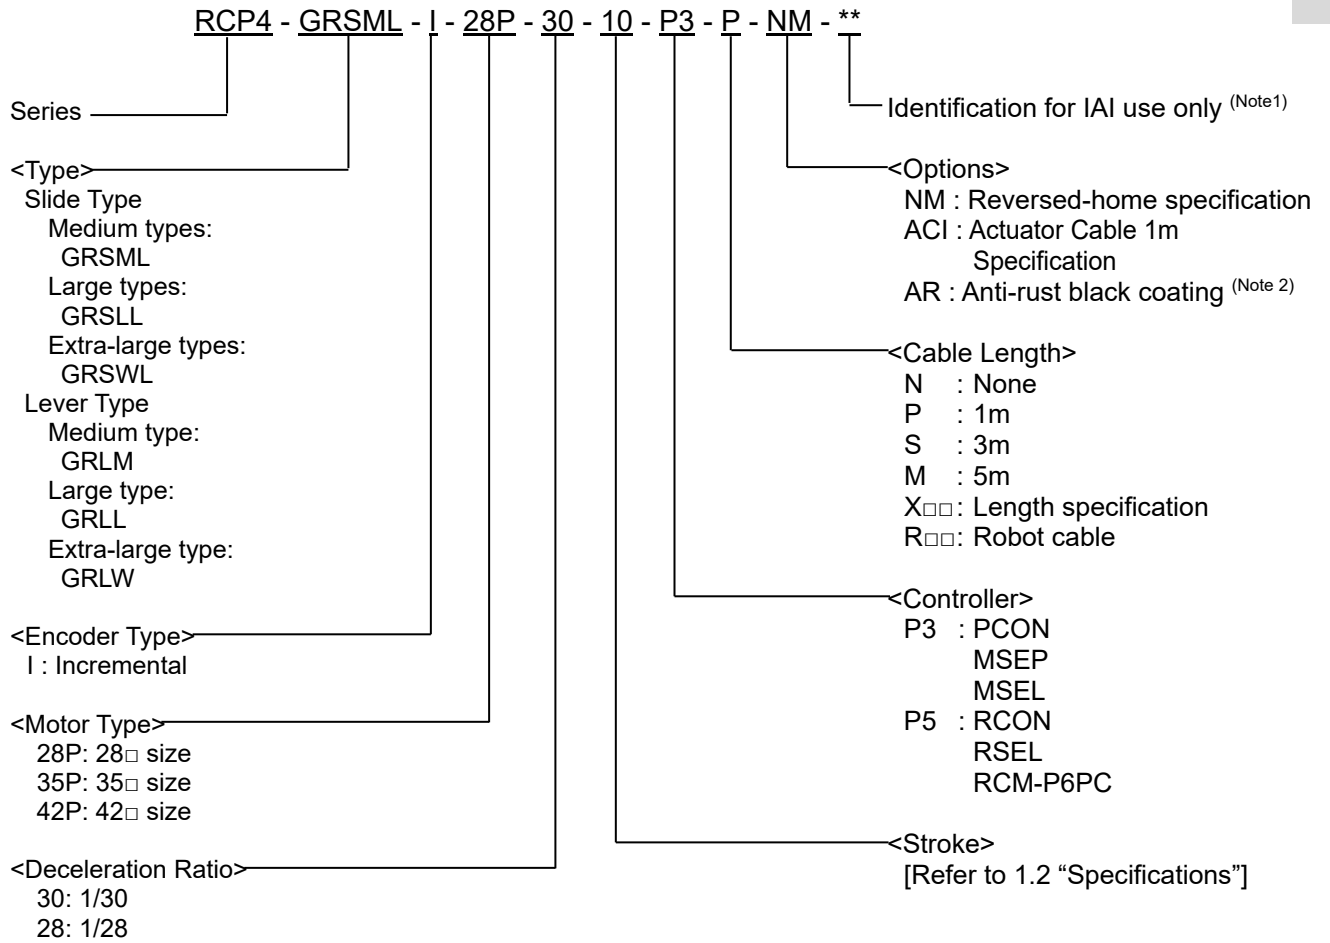 RCP4 - GRSML - I - 28P - 30 - 10 - P3 - P - NM - **
Series
<Type>
Slide Type
Medium types:
GRSML
Large types:
GRSLL
Extra-large types:
GRSWL
Lever Type
Medium type:
GRLM
Large type:
GRLL
Extra-large type:
GRLW
<Encoder Type>
I : Incremental
<Motor Type>
28P: 28□ size
35P: 35□ size
42P: 42□ size
<Deceleration Ratio>
30: 1/30
28: 1/28
Identification for IAI use only (Note1)
<Options>
NM : Reversed-home specification
ACI : Actuator Cable 1m
Specification
AR : Anti-rust black coating (Note 2)
<Cable Length>
N : None
P : 1m
S : 3m
M : 5m
X□□: Length specification
R□□: Robot cable
<Controller>
P3 : PCON
MSEP
MSEL
P5 : RCON
RSEL
RCM-P6PC
<Stroke>
[Refer to 1.2 “Specifications”]